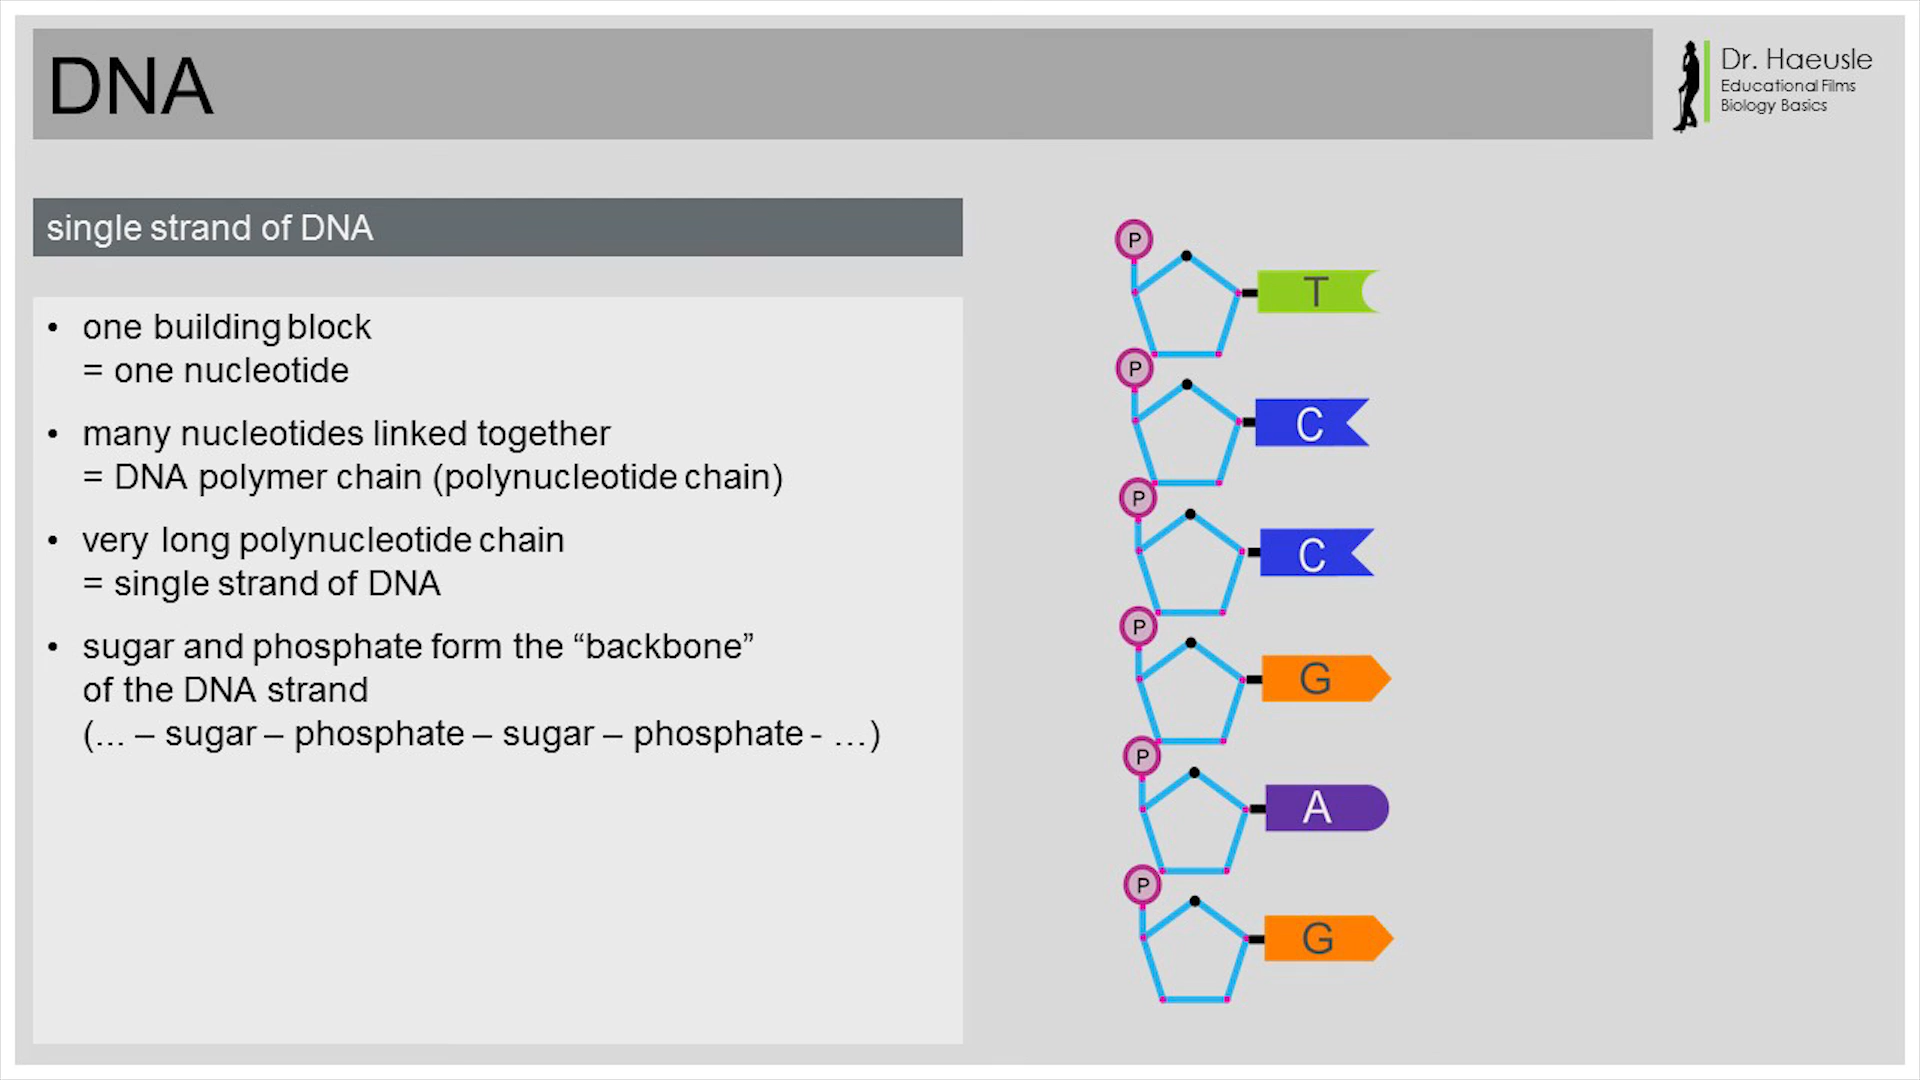 DNA
Dr. Haeusle
Educational Films
Biology Basics
single strand of DNA
• one building block
= one nucleotide
• many nucleotides linked together
= DNA polymer chain (polynucleotide chain)
• very long polynucleotide chain
= single strand of DNA
• sugar and phosphate form the “backbone”
of the DNA strand
(... – sugar – phosphate – sugar – phosphate - …)
P
T
P
C
P
C
P
G
P
A
P
G